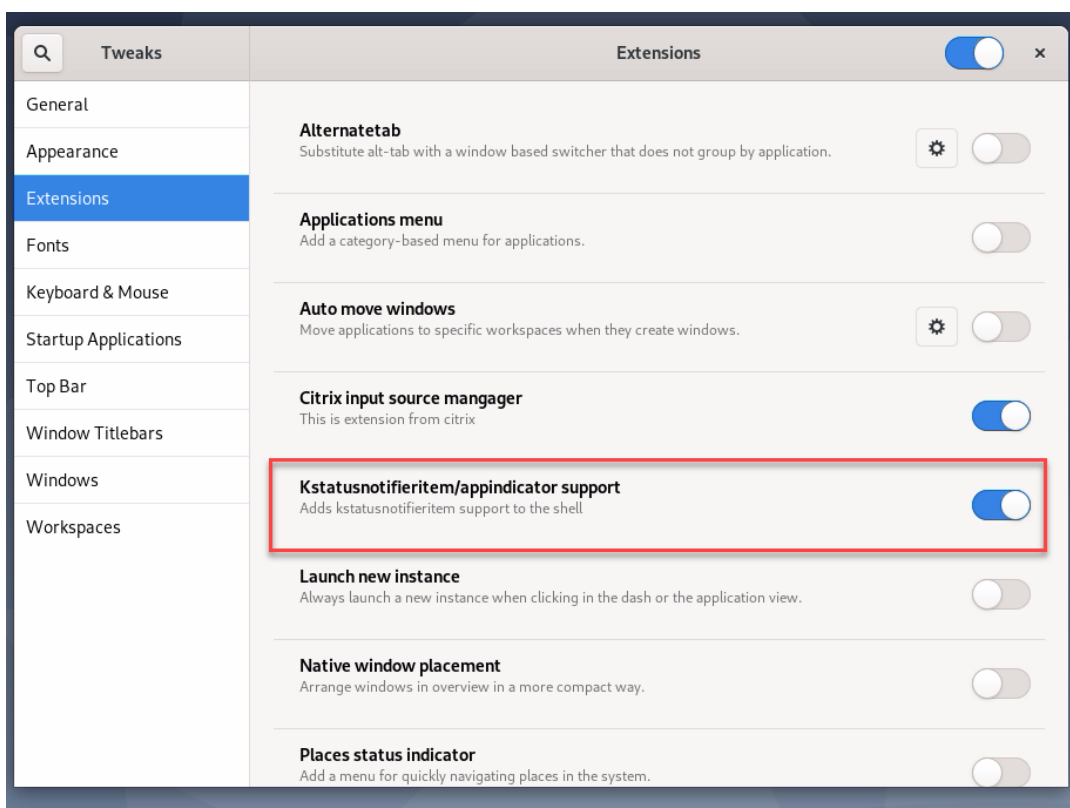 Tweaks
Extensions
General
Appearance
Extensions
Fonts
Keyboard & Mouse
Startup Applications
Top Bar
Window Titlebars
Windows
Workspaces
Alternatetab
Substitute alt-tab with a window based switcher that does not group by application.
Applications menu
Add a category-based menu for applications.
Auto move windows
Move applications to specific workspaces when they create windows.
Citrix input source mangager
This is extension from citrix
Kstatusnotifieritem/appindicator support
Adds kstatusnotifieritem support to the shell
Launch new instance
Always launch a new instance when clicking in the dash or the application view.
Native window placement
Arrange windows in overview in a more compact way.
Places status indicator
Add a menu for quickly navigating places in the system.